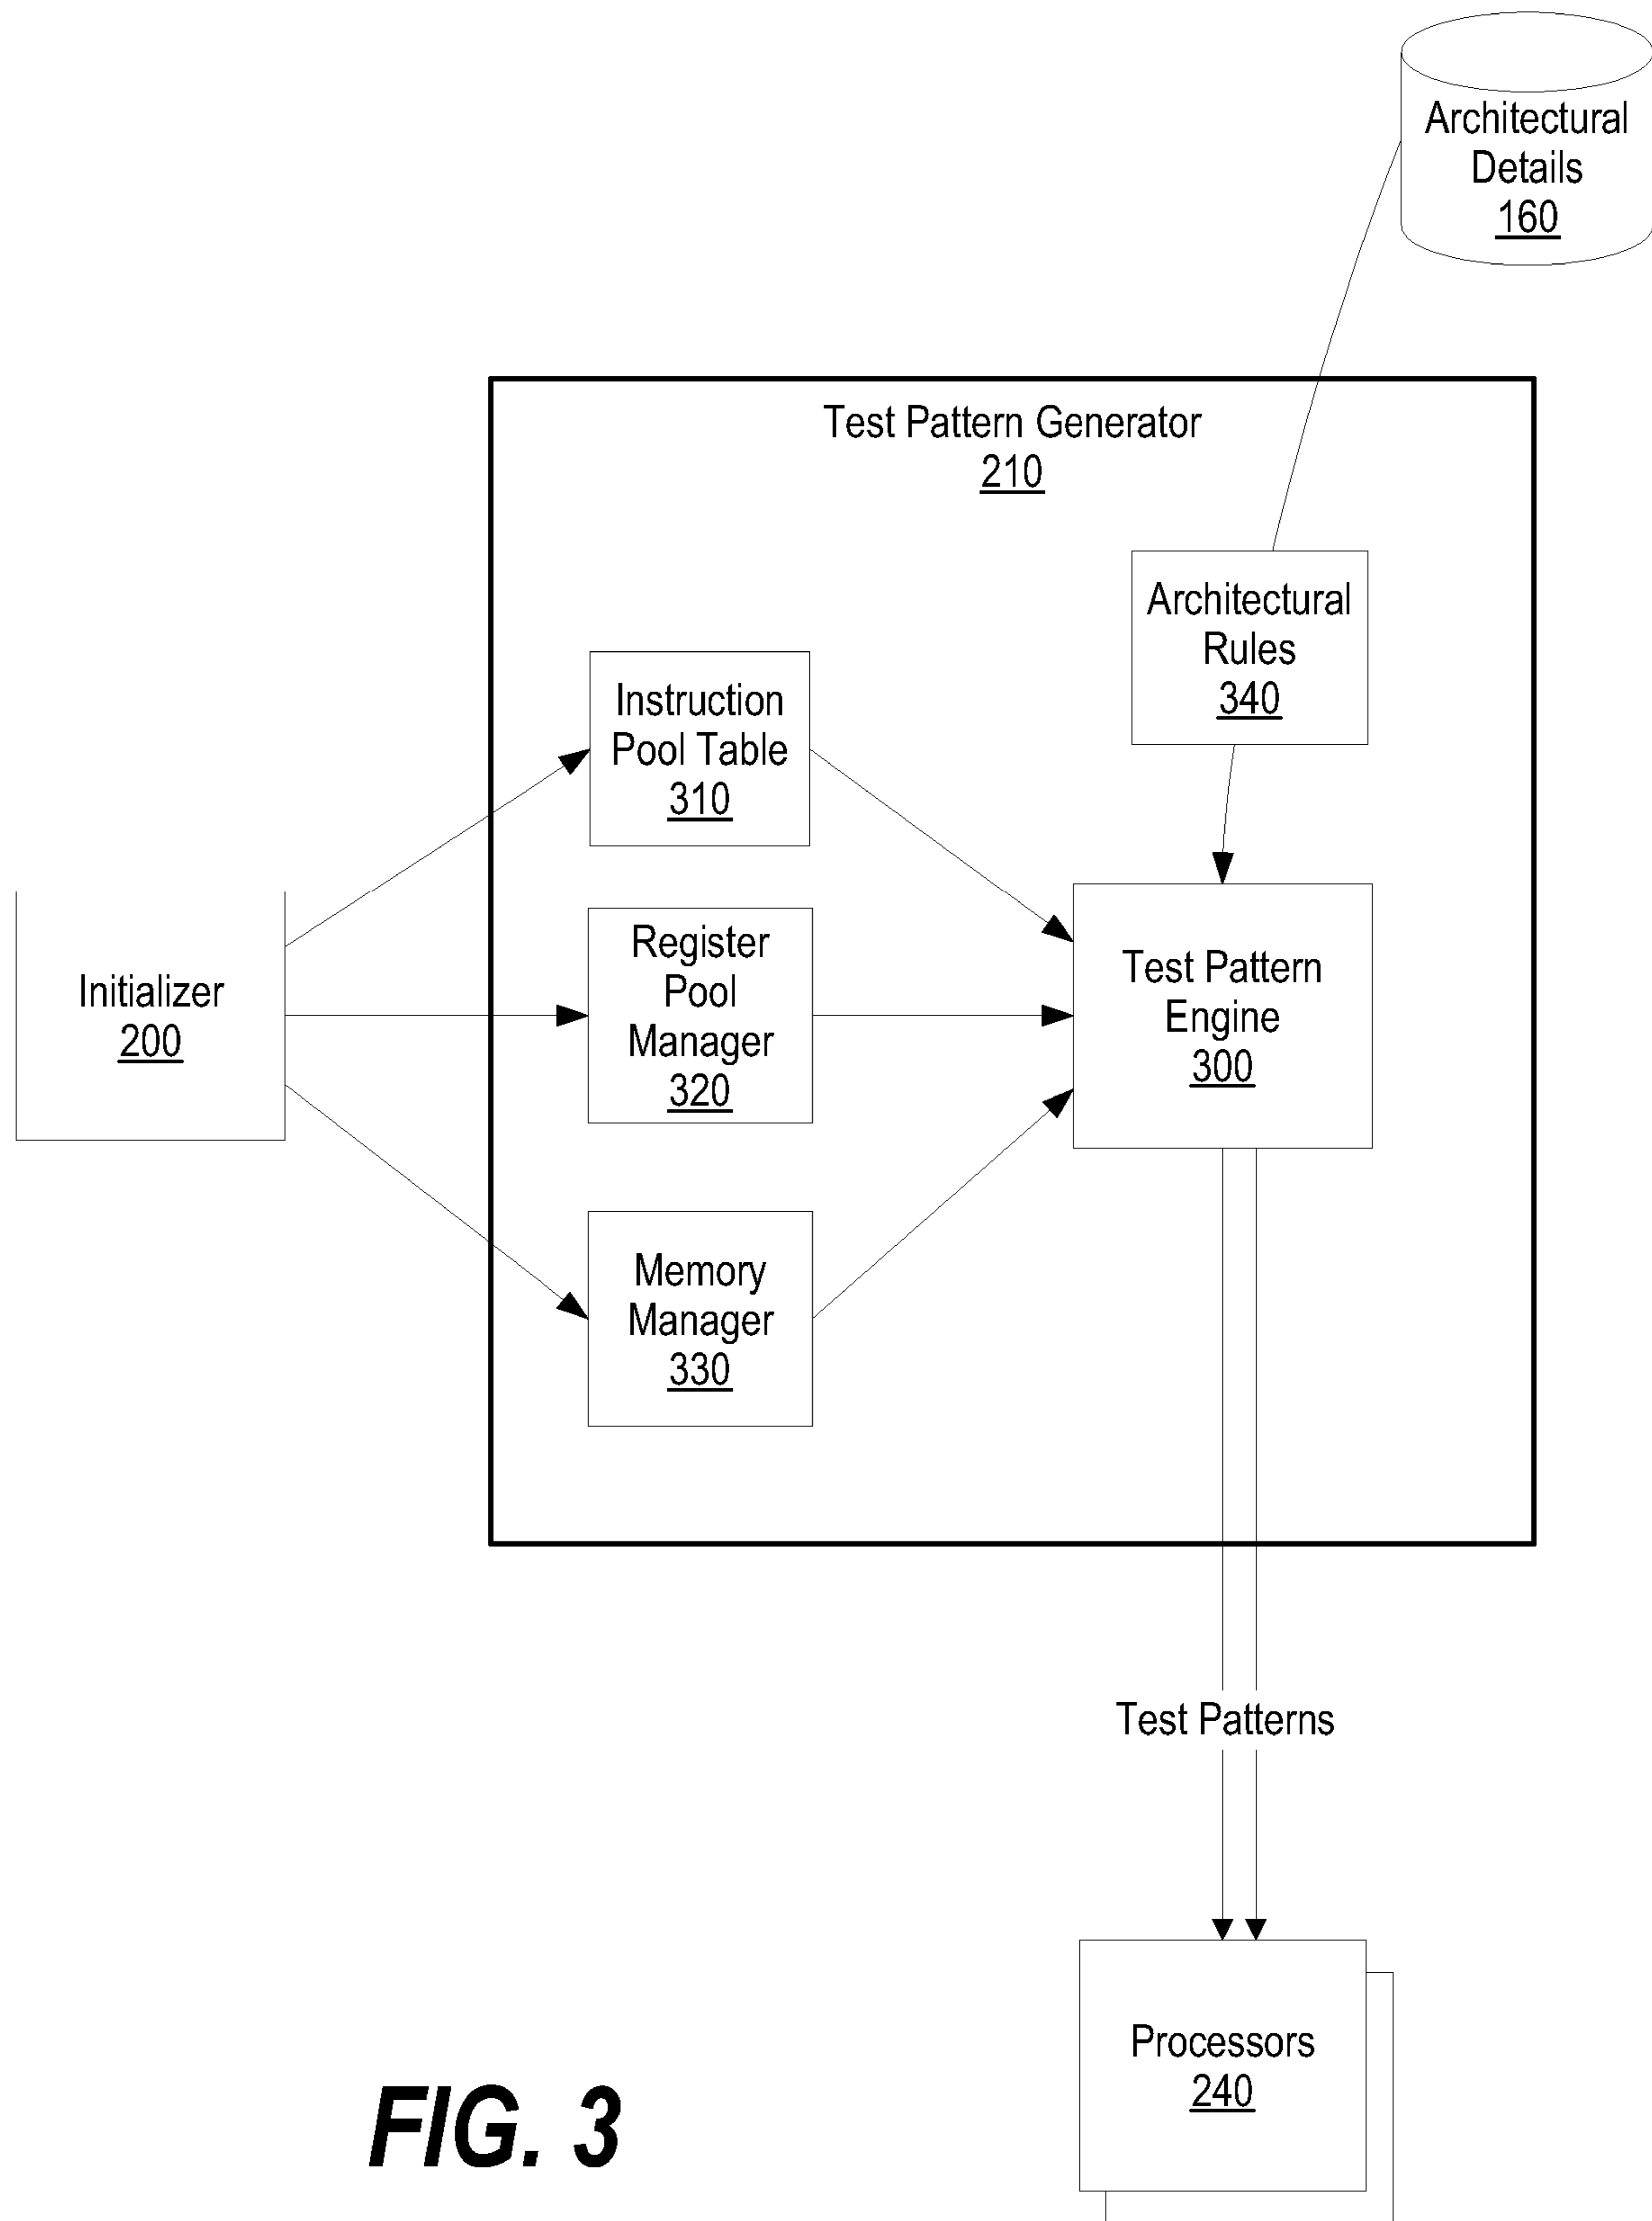 Architectural
Details
160
Test Pattern Generator
210
Architectural
Rules
340
Instruction
Pool Table
310
Register
Pool
Manager
320
Initializer
200
Test Pattern
Engine
300
Memory
Manager
330
Test Patterns
Processors
240
FIG. 3